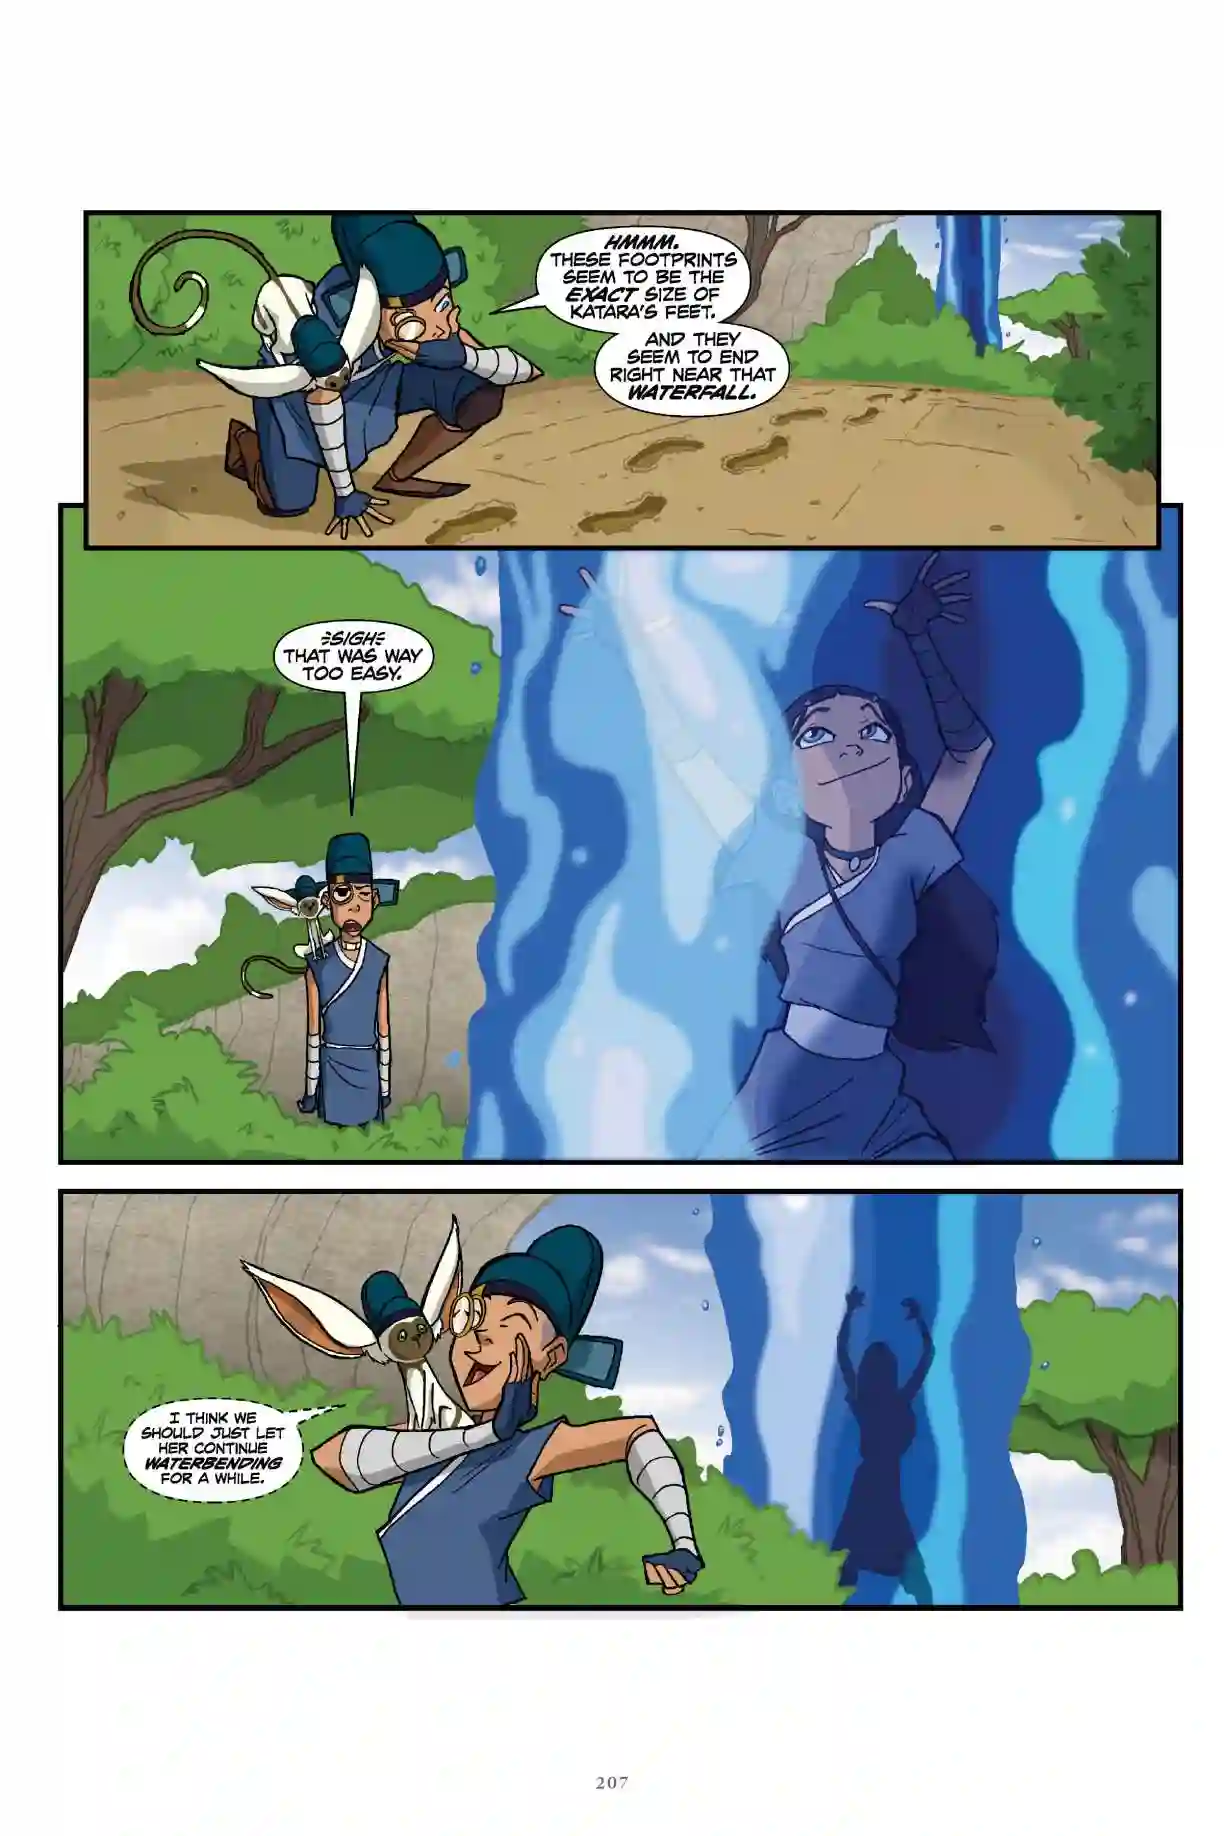 HMMM.
THESE FOOTPRINTS
SEEM TO BE THE
EXACT SIZE OF
KATARA'S FEET.
AND THEY
SEEM TO END
RIGHT NEAR THAT
WATERFALL.
SIGH
THAT WAS WAY
TOO EASY.
I THINK WE
SHOULD JUST LET
HER CONTINUE
WATERBENDING
FOR A WHILE.
207